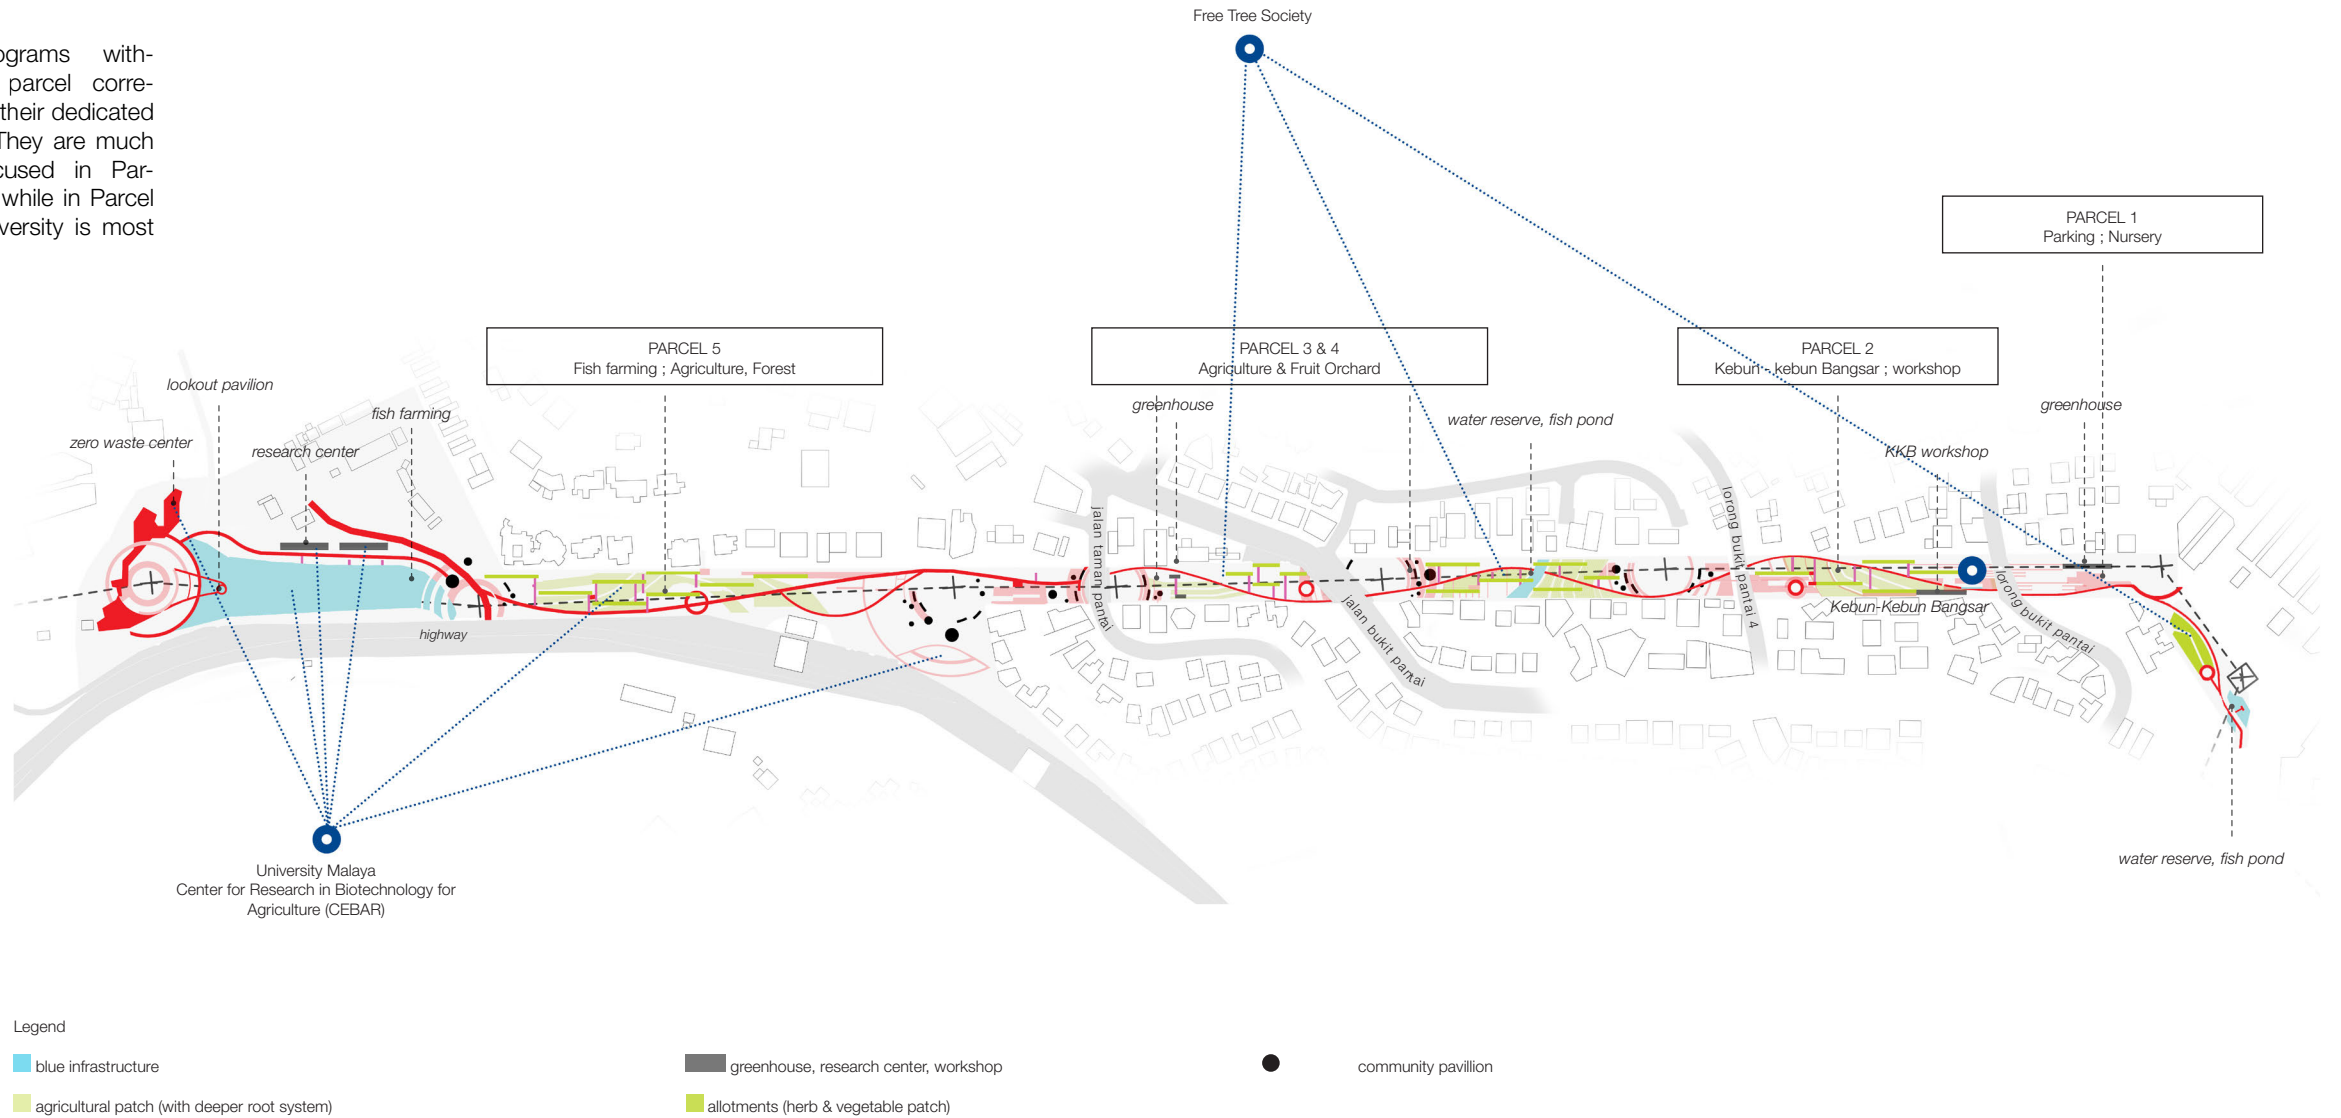 Free Tree Society
ograms with-
parcel corre-
their dedicated
They are much
cused in Par-
while in Parcel
versity is most
PARCEL 1
Parking ; Nursery
PARCEL 5
Fish farming ; Agriculture, Forest
PARCEL 3 & 4
Agriculture & Fruit Orchard
PARCEL 2
Kebun - kebun Bangsar ; workshop
lookout pavilion
fish farming
zero waste center
research center
greenhouse
water reserve, fish pond
greenhouse
KKB workshop
jalan taman pantai
jalan bukit pantai
lorong bukit pantai 4
lorong bukit pantai
Kebun-Kebun Bangsar
highway
water reserve, fish pond
University Malaya
Center for Research in Biotechnology for
Agriculture (CEBAR)
Legend
blue infrastructure
greenhouse, research center, workshop
community pavillion
agricultural patch (with deeper root system)
allotments (herb & vegetable patch)